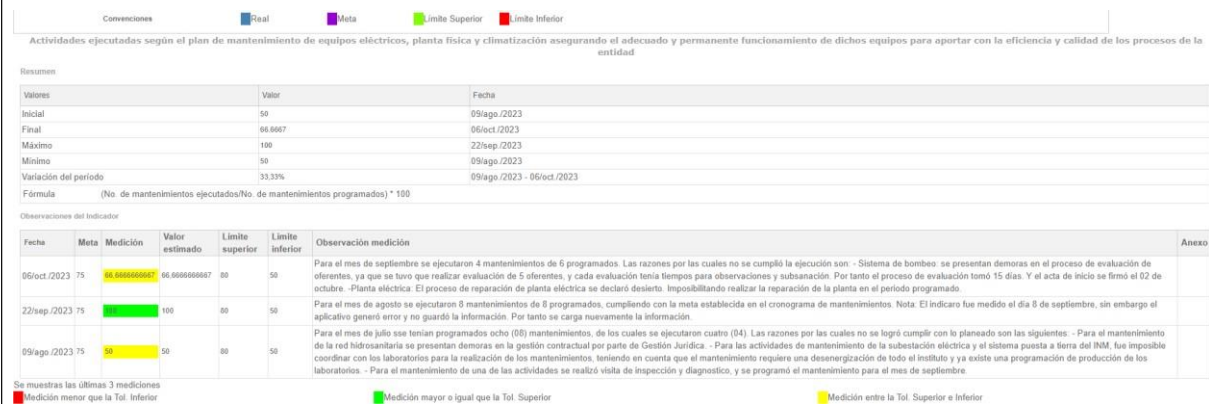 Convenciones Real Meta Limite Superior Limite Inferior
Actividades ejecutadas según el plan de mantenimiento de equipos eléctricos, planta física y climatización asegurando el adecuado y permanente funcionamiento de dichos equipos para aportar con la eficiencia y calidad de los procesos de la
entidad
Resumen
Valores Valor Fecha
Inicial 50 09/ago./2023
Final 66.6667 06/oct./2023
Máximo 100 22/sep./2023
Mínimo 50 09/ago./2023
Variación del período 33,33% 09/ago./2023 - 06/oct./2023
Fórmula (No. de mantenimientos ejecutados/No. de mantenimientos programados) * 100
Observaciones del Indicador
Fecha Meta Medición Valor estimado Límite superior Límite inferior Observación medición Anexo
06/oct./2023 75 66.6666666667 66.6666666667 80 50
Para el mes de septiembre se ejecutaron 4 mantenimientos de 6 programados. Las razones por las cuales no se cumplió la ejecución son: - Sistema de bombeo: se presentan demoras en el proceso de evaluación de
oferentes, ya que se tuvo que realizar evaluación de 5 oferentes, y cada evaluación tenía tiempos para observaciones y subsanación. Por tanto el proceso de evaluación tomó 15 días. Y el acta de inicio se firmó el 02 de
octubre. -Planta eléctrica: El proceso de reparación de planta eléctrica se declaró desierto. Imposibilitando realizar la reparación de la planta en el periodo programado.
22/sep./2023 75 100 80 50
Para el mes de agosto se ejecutaron 8 mantenimientos de 8 programados, cumpliendo con la meta establecida en el cronograma de mantenimientos. Nota: El indicaro fue medido el día 8 de septiembre, sin embargo el
aplicativo generó error y no guardó la información. Por tanto se carga nuevamente la información.
09/ago./2023 75 50 50 80 50
Para el mes de julio sse tenían programados ocho (08) mantenimientos, de los cuales se ejecutaron cuatro (04). Las razones por las cuales no se logró cumplir con lo planeado son las siguientes: - Para el mantenimiento
de la red hidrosanitaria se presentan demoras en la gestión contractual por parte de Gestión Jurídica. - Para las actividades de mantenimiento de la subestación eléctrica y el sistema puesta a tierra del INM, fue imposible
coordinar con los laboratorios para la realización de los mantenimientos, teniendo en cuenta que el mantenimiento requiere una desenergización de todo el instituto y ya existe una programación de producción de los
laboratorios. - Para el mantenimiento de una de las actividades se realizó visita de inspección y diagnostico, y se programó el mantenimiento para el mes de septiembre.
Se muestras las últimas 3 mediciones
Medición menor que la Tol. Inferior Medición mayor o igual que la Tol. Superior Medición entre la Tol. Superior e Inferior